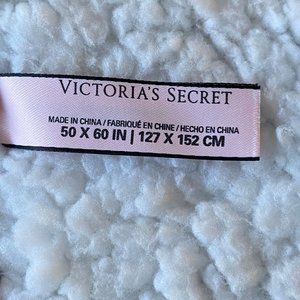 VICTORIA'S SECRET
MADE IN CHINA / FABRIQUÉ EN CHINE / HECHO EN CHINA
50 X 60 IN | 127 X 152 CM